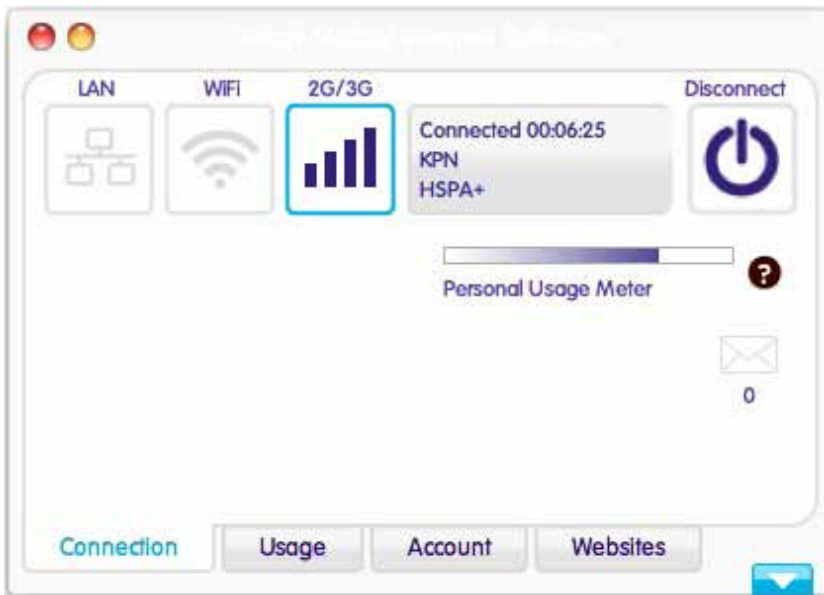 LAN WiFi 2G/3G Disconnect
Connected 00:06:25
KPN
HSPA+
?
Personal Usage Meter
0
Connection Usage Account Websites